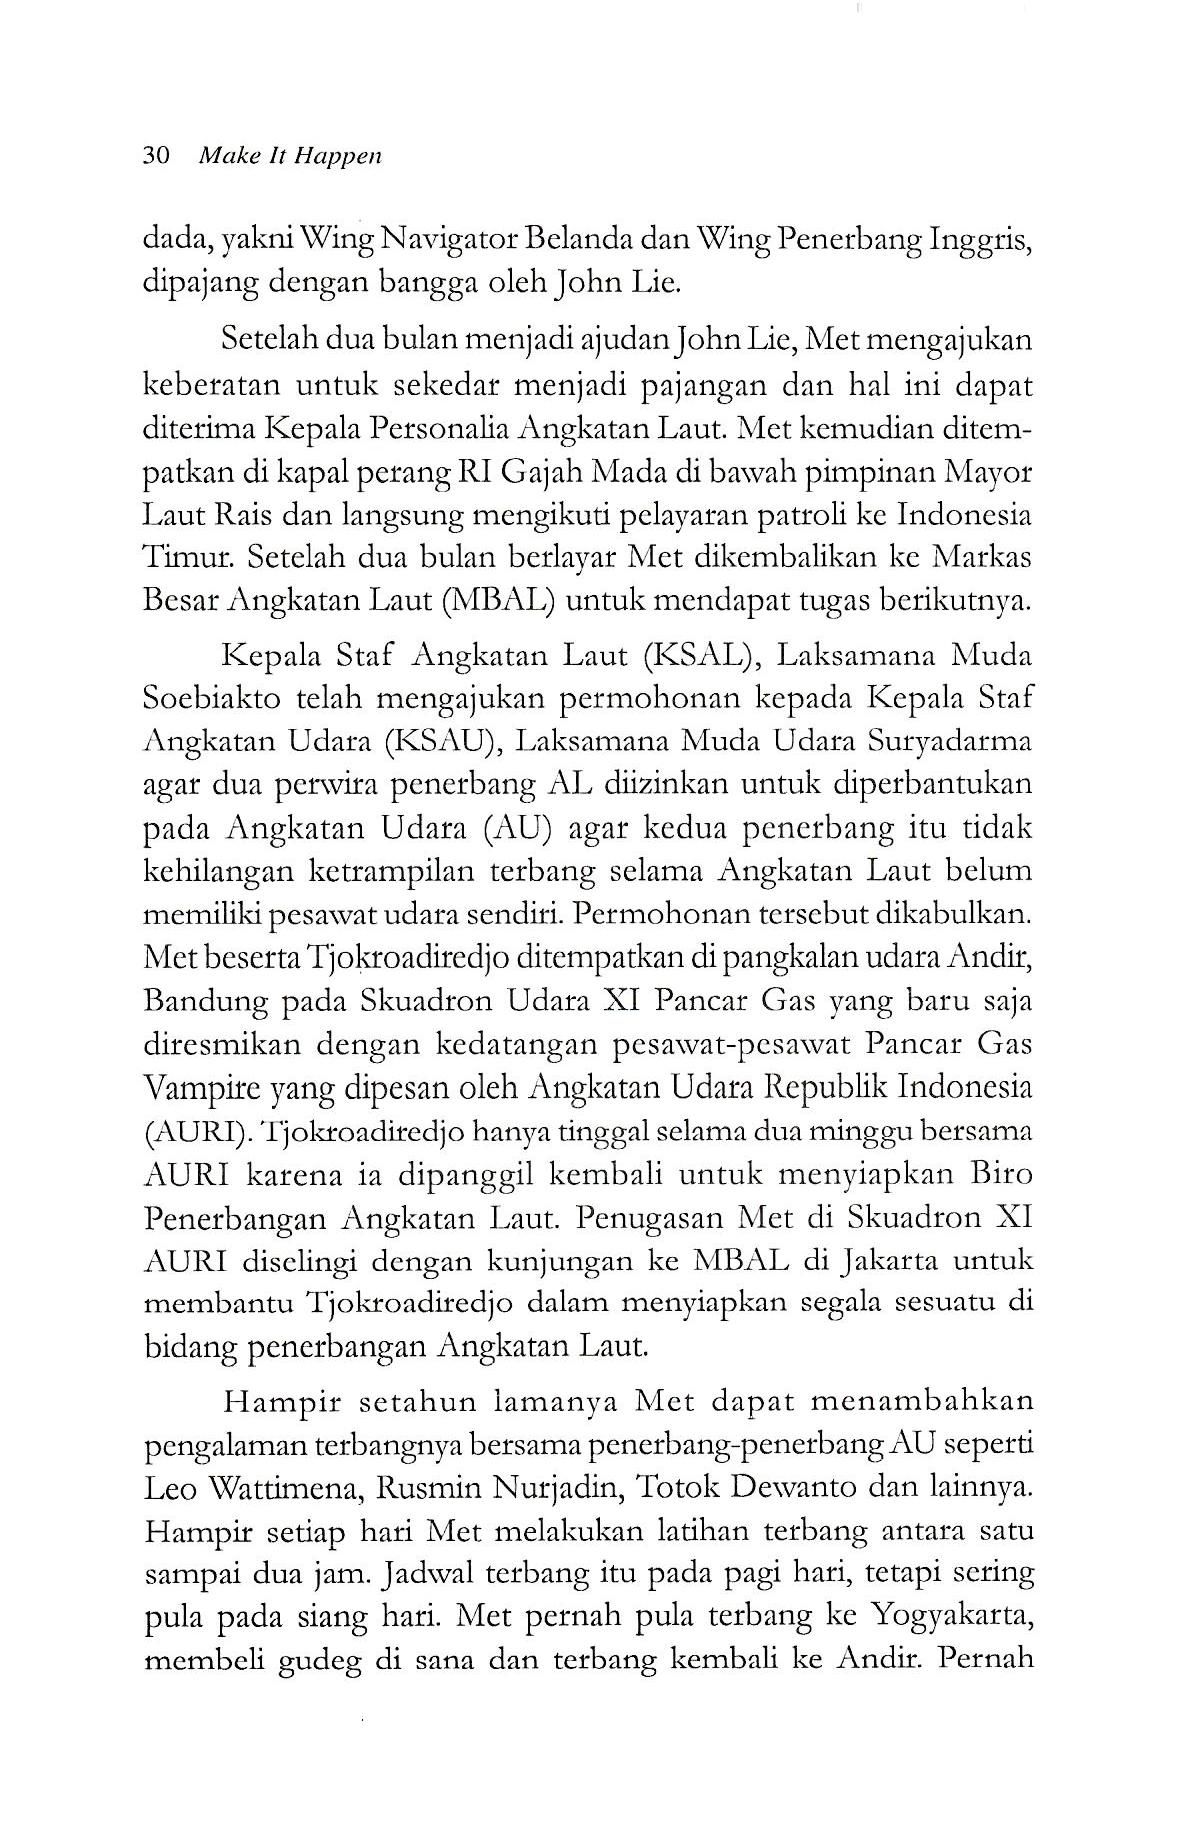 30 Make It Happen
dada, yakni Wing Navigator Belanda dan Wing Penerbang Inggris,
dipajang dengan bangga oleh John Lie.
Setelah dua bulan menjadi ajudan John Lie, Met mengajukan
keberatan untuk sekedar menjadi pajangan dan hal ini dapat
diterima Kepala Personalia Angkatan Laut. Met kemudian ditem-
patkan di kapal perang RI Gajah Mada di bawah pimpinan Mayor
Laut Rais dan langsung mengikuti pelayaran patroli ke Indonesia
Timur. Setelah dua bulan berlayar Met dikembalikan ke Markas
Besar Angkatan Laut (MBAL) untuk mendapat tugas berikutnya.
Kepala Staf Angkatan Laut (KSAL), Laksamana Muda
Soebiakto telah mengajukan permohonan kepada Kepala Staf
Angkatan Udara (KSAU), Laksamana Muda Udara Suryadarma
agar dua perwira penerbang AL diizinkan untuk diperbantukan
pada Angkatan Udara (AU) agar kedua penerbang itu tidak
kehilangan ketrampilan terbang selama Angkatan Laut belum
memiliki pesawat udara sendiri. Permohonan tersebut dikabulkan.
Met beserta Tjokroadiredjo ditempatkan di pangkalan udara Andir,
Bandung pada Skuadron Udara XI Pancar Gas yang baru saja
diresmikan dengan kedatangan pesawat-pesawat Pancar Gas
Vampire yang dipesan oleh Angkatan Udara Republik Indonesia
(AURI). Tjokroadiredjo hanya tinggal selama dua minggu bersama
AURI karena ia dipanggil kembali untuk menyiapkan Biro
Penerbangan Angkatan Laut. Penugasan Met di Skuadron XI
AURI diselingi dengan kunjungan ke MBAL di Jakarta untuk
membantu Tjokroadiredjo dalam menyiapkan segala sesuatu di
bidang penerbangan Angkatan Laut.
Hampir setahun lamanya Met dapat menambahkan
pengalaman terbangnya bersama penerbang-penerbang AU seperti
Leo Wattimena, Rusmin Nurjadin, Totok Dewanto dan lainnya.
Hampir setiap hari Met melakukan latihan terbang antara satu
sampai dua jam. Jadwal terbang itu pada pagi hari, tetapi sering
pula pada siang hari. Met pernah pula terbang ke Yogyakarta,
membeli gudeg di sana dan terbang kembali ke Andir. Pernah